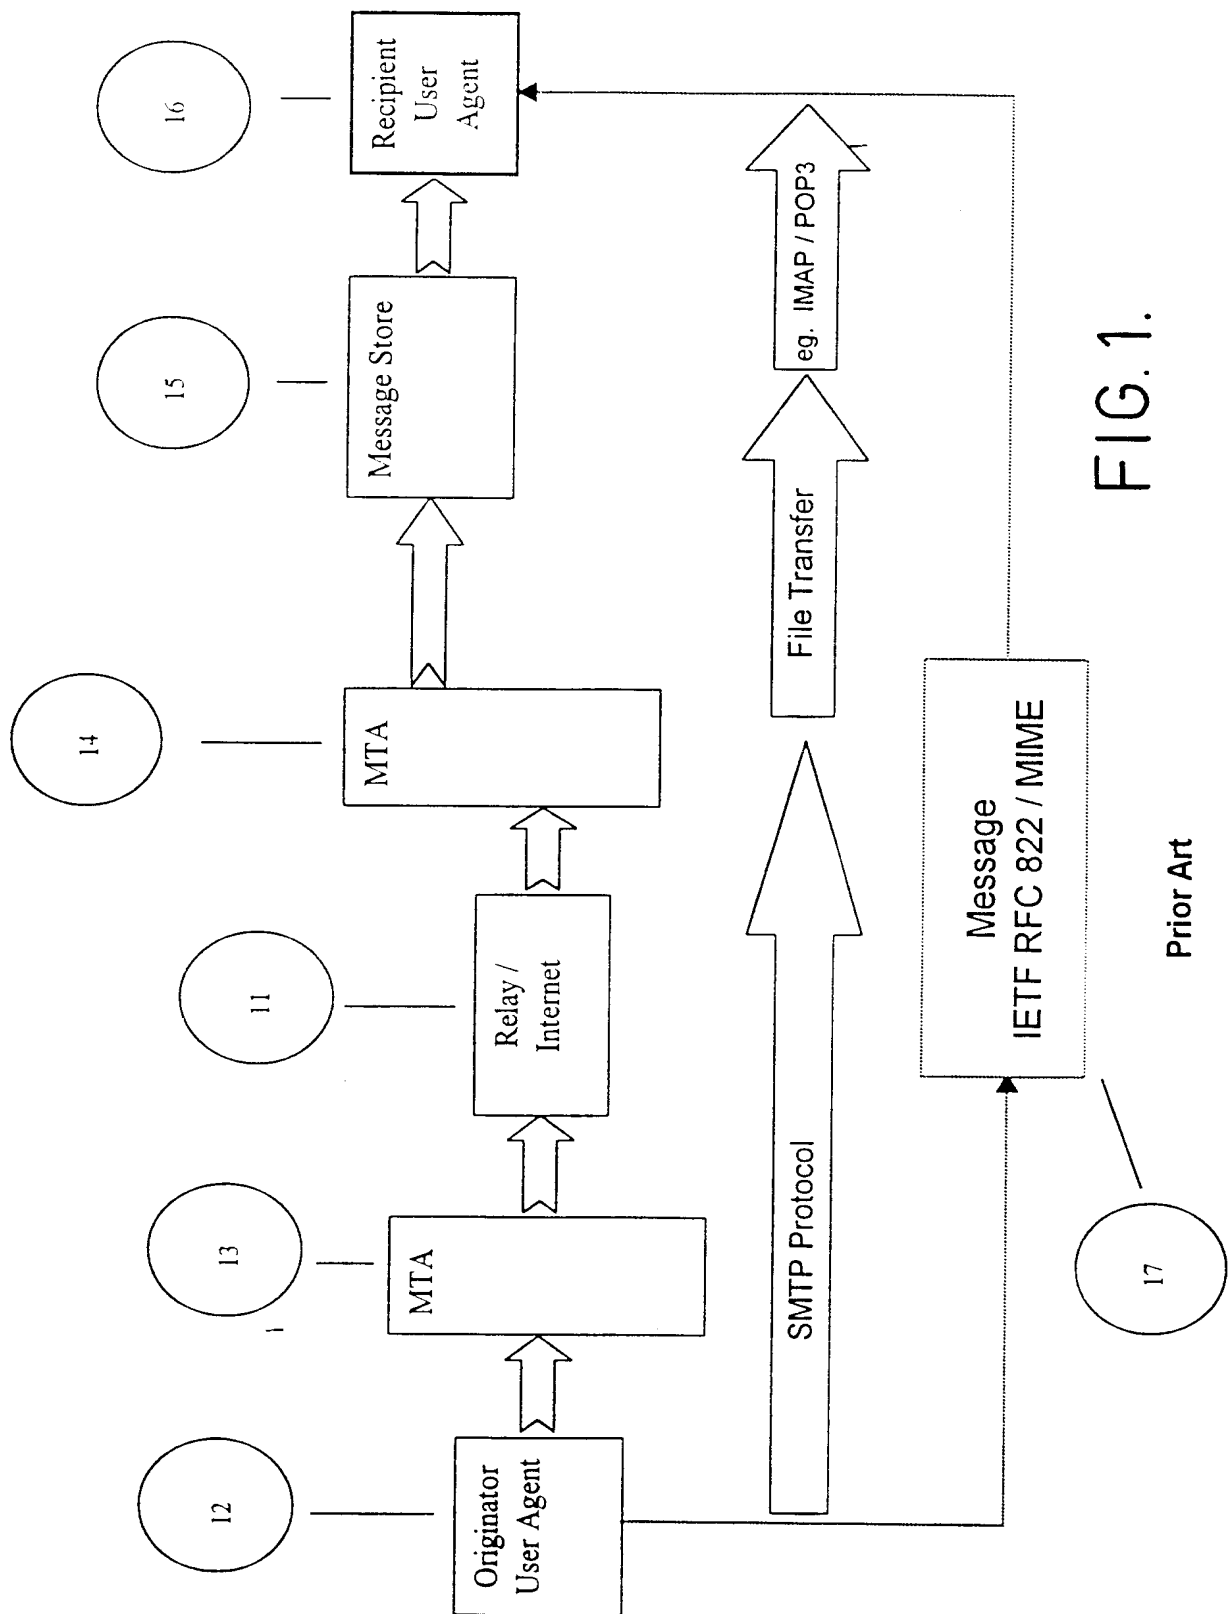 12
13
11
14
15
16
Originator
User Agent
MTA
Relay /
Internet
MTA
Message Store
Recipient
User
Agent
SMTP Protocol
File Transfer
eg. IMAP / POP3
Message
IETF RFC 822 / MIME
17
Prior Art
FIG. 1.